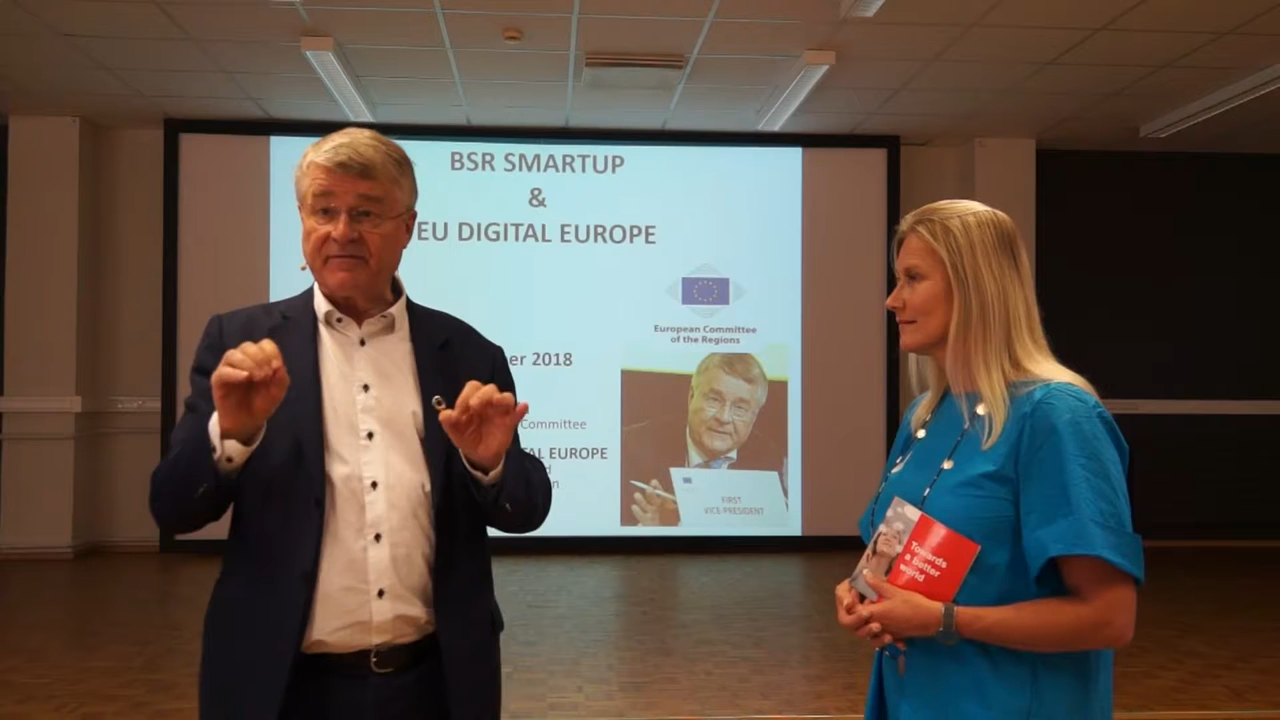 BSR SMARTUP
&
EU DIGITAL EUROPE
European Committee
of the Regions
er 2018
Committee
TAL EUROPE
d
n
FIRST
VICE-PRESIDENT
Towards
a better
world